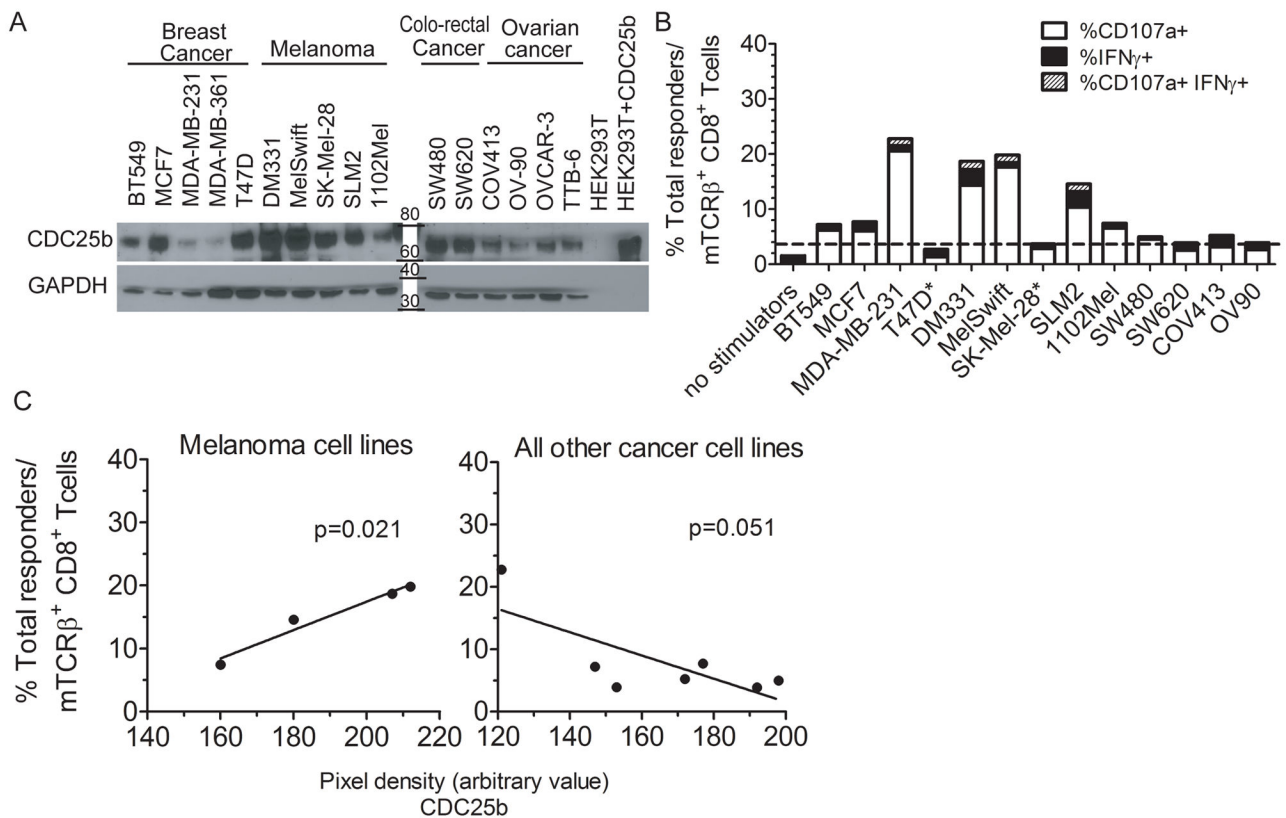 A
Breast
Cancer
Melanoma
Colo-rectal
Cancer
Ovarian
cancer
BT549
MCF7
MDA-MB-231
MDA-MB-361
T47D
DM331
MelSwift
SK-Mel-28
SLM2
1102Mel
SW480
SW620
COV413
OV-90
OVCAR-3
TTB-6
HEK293T
HEK293T+CDC25b
CDC25b
GAPDH
80
60
40
30
B
% Total responders/
mTCRβ+ CD8+ Tcells
40
30
20
10
0
%CD107a+
%IFNγ+
%CD107a+ IFNγ+
no stimulators
BT549
MCF7
MDA-MB-231
T47D*
DM331
MelSwift
SK-Mel-28*
SLM2
1102Mel
SW480
SW620
COV413
OV90
C
% Total responders/
mTCRβ+ CD8+ Tcells
Melanoma cell lines
40
30
20
10
0
p=0.021
140 160 180 200 220
All other cancer cell lines
40
30
20
10
0
p=0.051
120 140 160 180 200
Pixel density (arbitrary value)
CDC25b